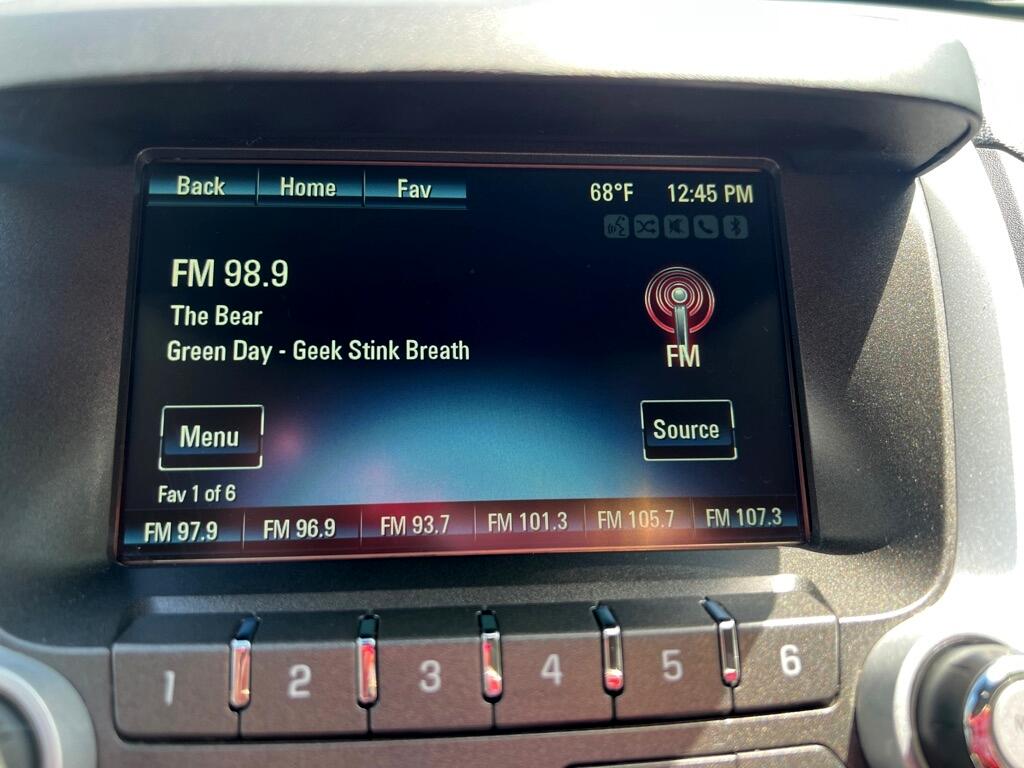 Back Home Fav 68°F 12:45 PM
FM 98.9
The Bear
Green Day - Geek Stink Breath
FM
Menu Source
Fav 1 of 6
FM 97.9 FM 96.9 FM 93.7 FM 101.3 FM 105.7 FM 107.3
1 2 3 4 5 6